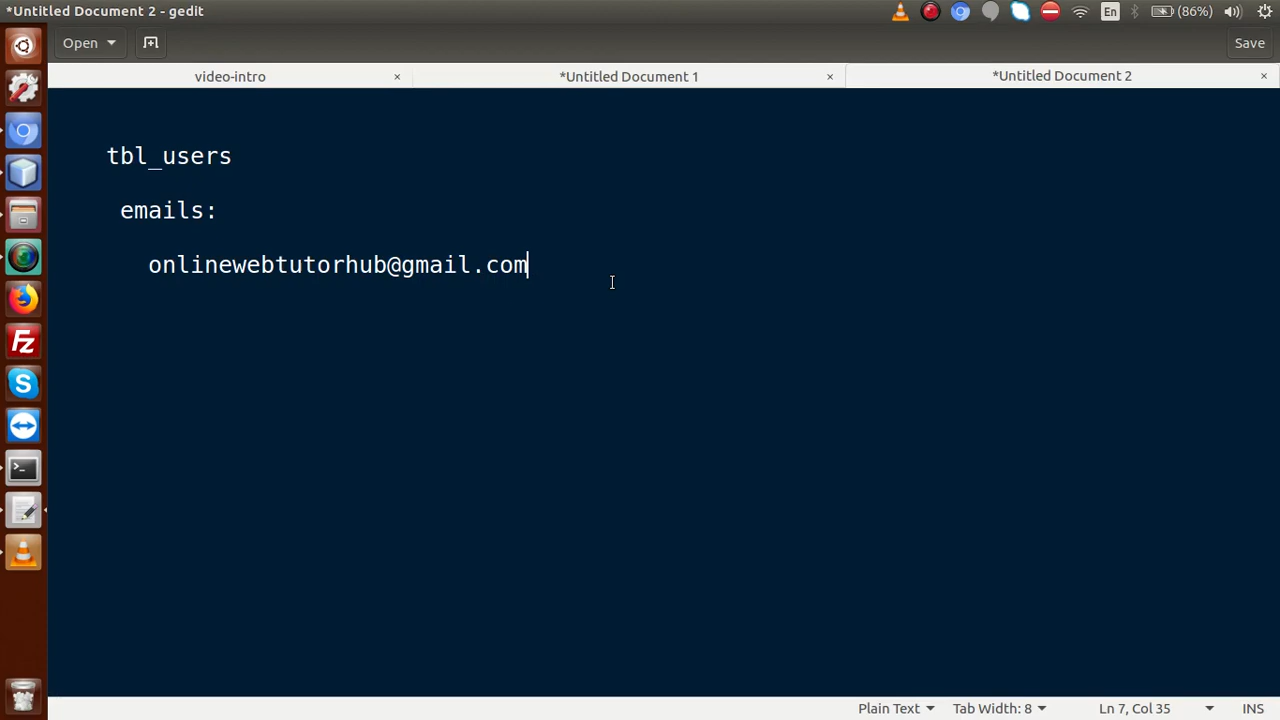 *Untitled Document 2 - gedit
En
(86%)
Open
Save
video-intro
*Untitled Document 1
*Untitled Document 2
tbl_users
emails:
onlinewebtutorhub@gmail.com
Plain Text
Tab Width: 8
Ln 7, Col 35
INS